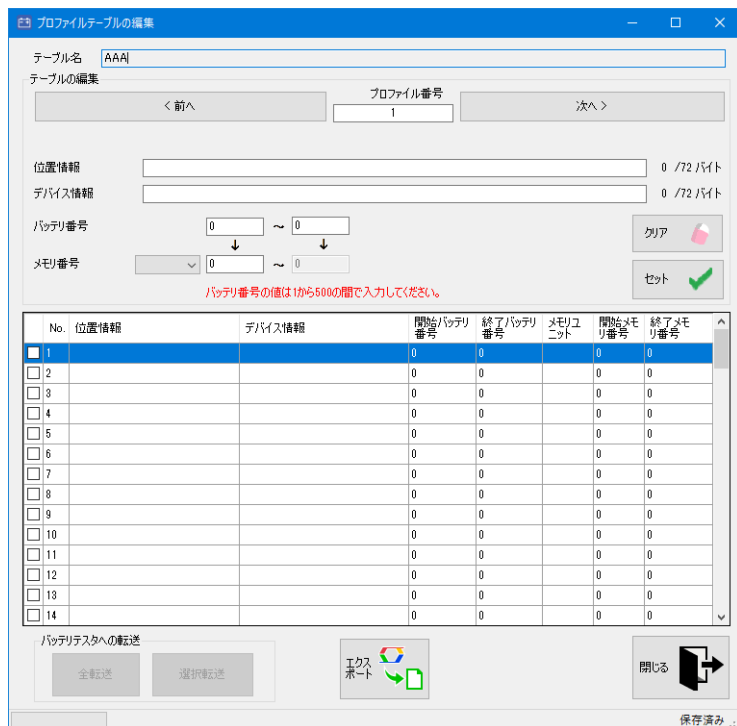 プロファイルテーブルの編集
テーブル名 AAA
テーブルの編集
< 前へ
プロファイル番号
1
次へ >
位置情報 0 /72 バイト
デバイス情報 0 /72 バイト
バッテリ番号 0 ～ 0
↓ ↓
メモリ番号 0 ～ 0
バッテリ番号の値は1から500の間で入力してください。
クリア
セット
No. 位置情報 デバイス情報 開始バッテリ番号 終了バッテリ番号 メモリユニット 開始メモリ番号 終了メモリ番号
1 0 0 0 0
2 0 0 0 0
3 0 0 0 0
4 0 0 0 0
5 0 0 0 0
6 0 0 0 0
7 0 0 0 0
8 0 0 0 0
9 0 0 0 0
10 0 0 0 0
11 0 0 0 0
12 0 0 0 0
13 0 0 0 0
14 0 0 0 0
バッテリテスタへの転送
全転送 選択転送
エクス
ポート
閉じる
保存済み